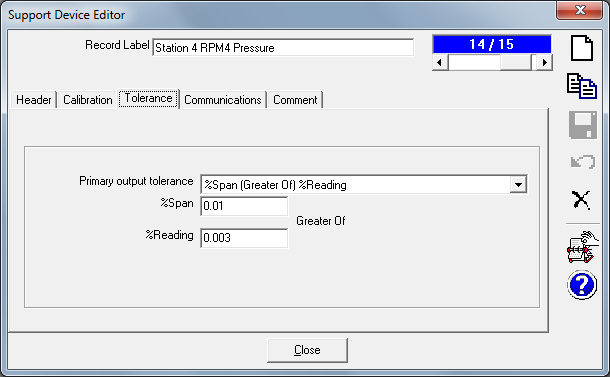 Support Device Editor
Record Label Station 4 RPM4 Pressure
14 / 15
Header Calibration Tolerance Communications Comment
Primary output tolerance %Span (Greater Of) %Reading
%Span 0.01
Greater Of
%Reading 0.003
Close